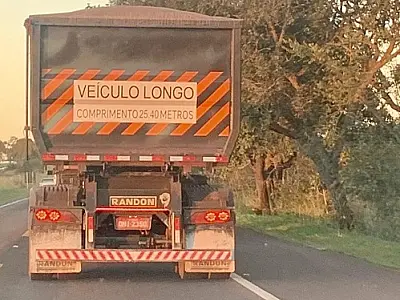 VEÍCULO LONGO
COMPRIMENTO 25,40 METROS
RANDON
RANDON
RANDON